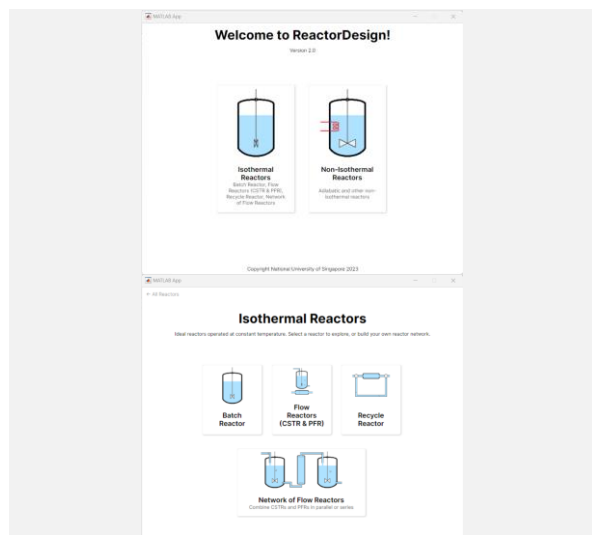 MATLAB App
Welcome to ReactorDesign!
Version 2.0
Isothermal
Reactors
Batch Reactor, Flow
Reactors (CSTR & PFR),
Recycle Reactor, Network
of Flow Reactors
Non-Isothermal
Reactors
Adiabatic and other non-
isothermal reactors
Copyright National University of Singapore 2023
MATLAB App
All Reactors
Isothermal Reactors
Ideal reactors operated at constant temperature. Select a reactor to explore, or build your own reactor network.
Batch
Reactor
Flow
Reactors
(CSTR & PFR)
Recycle
Reactor
Network of Flow Reactors
Combine CSTRs and PFRs in parallel or series